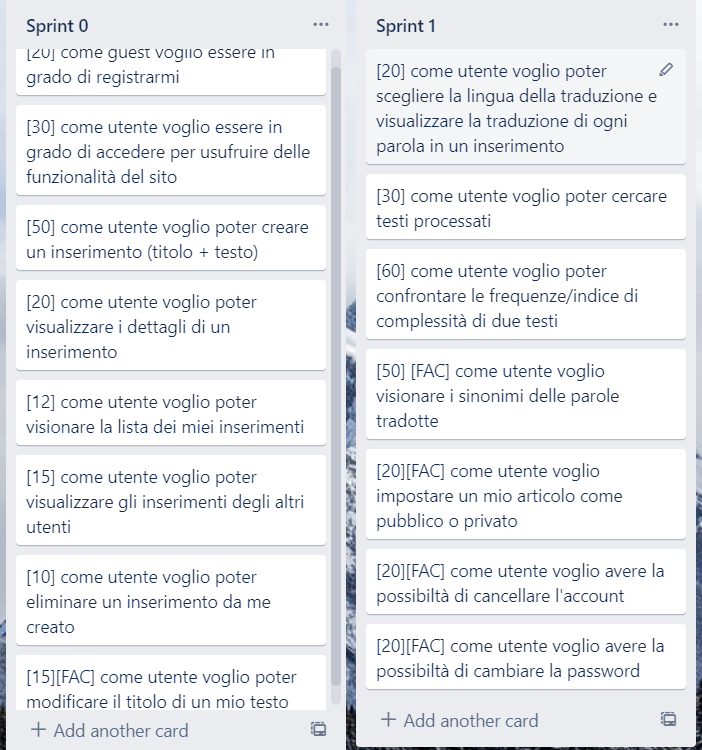 Sprint 0
[20] come guest voglio essere in
grado di registrarmi
[30] come utente voglio essere in
grado di accedere per usufruire delle
funzionalità del sito
[50] come utente voglio poter creare
un inserimento (titolo + testo)
[20] come utente voglio poter
visualizzare i dettagli di un
inserimento
[12] come utente voglio poter
visionare la lista dei miei inserimenti
[15] come utente voglio poter
visualizzare gli inserimenti degli altri
utenti
[10] come utente voglio poter
eliminare un inserimento da me
creato
[15][FAC] come utente voglio poter
modificare il titolo di un mio testo
Add another card
Sprint 1
[20] come utente voglio poter
scegliere la lingua della traduzione e
visualizzare la traduzione di ogni
parola in un inserimento
[30] come utente voglio poter cercare
testi processati
[60] come utente voglio poter
confrontare le frequenze/indice di
complessità di due testi
[50] [FAC] come utente voglio
visionare i sinonimi delle parole
tradotte
[20][FAC] come utente voglio
impostare un mio articolo come
pubblico o privato
[20][FAC] come utente voglio avere la
possibiltà di cancellare l'account
[20][FAC] come utente voglio avere la
possibiltà di cambiare la password
Add another card